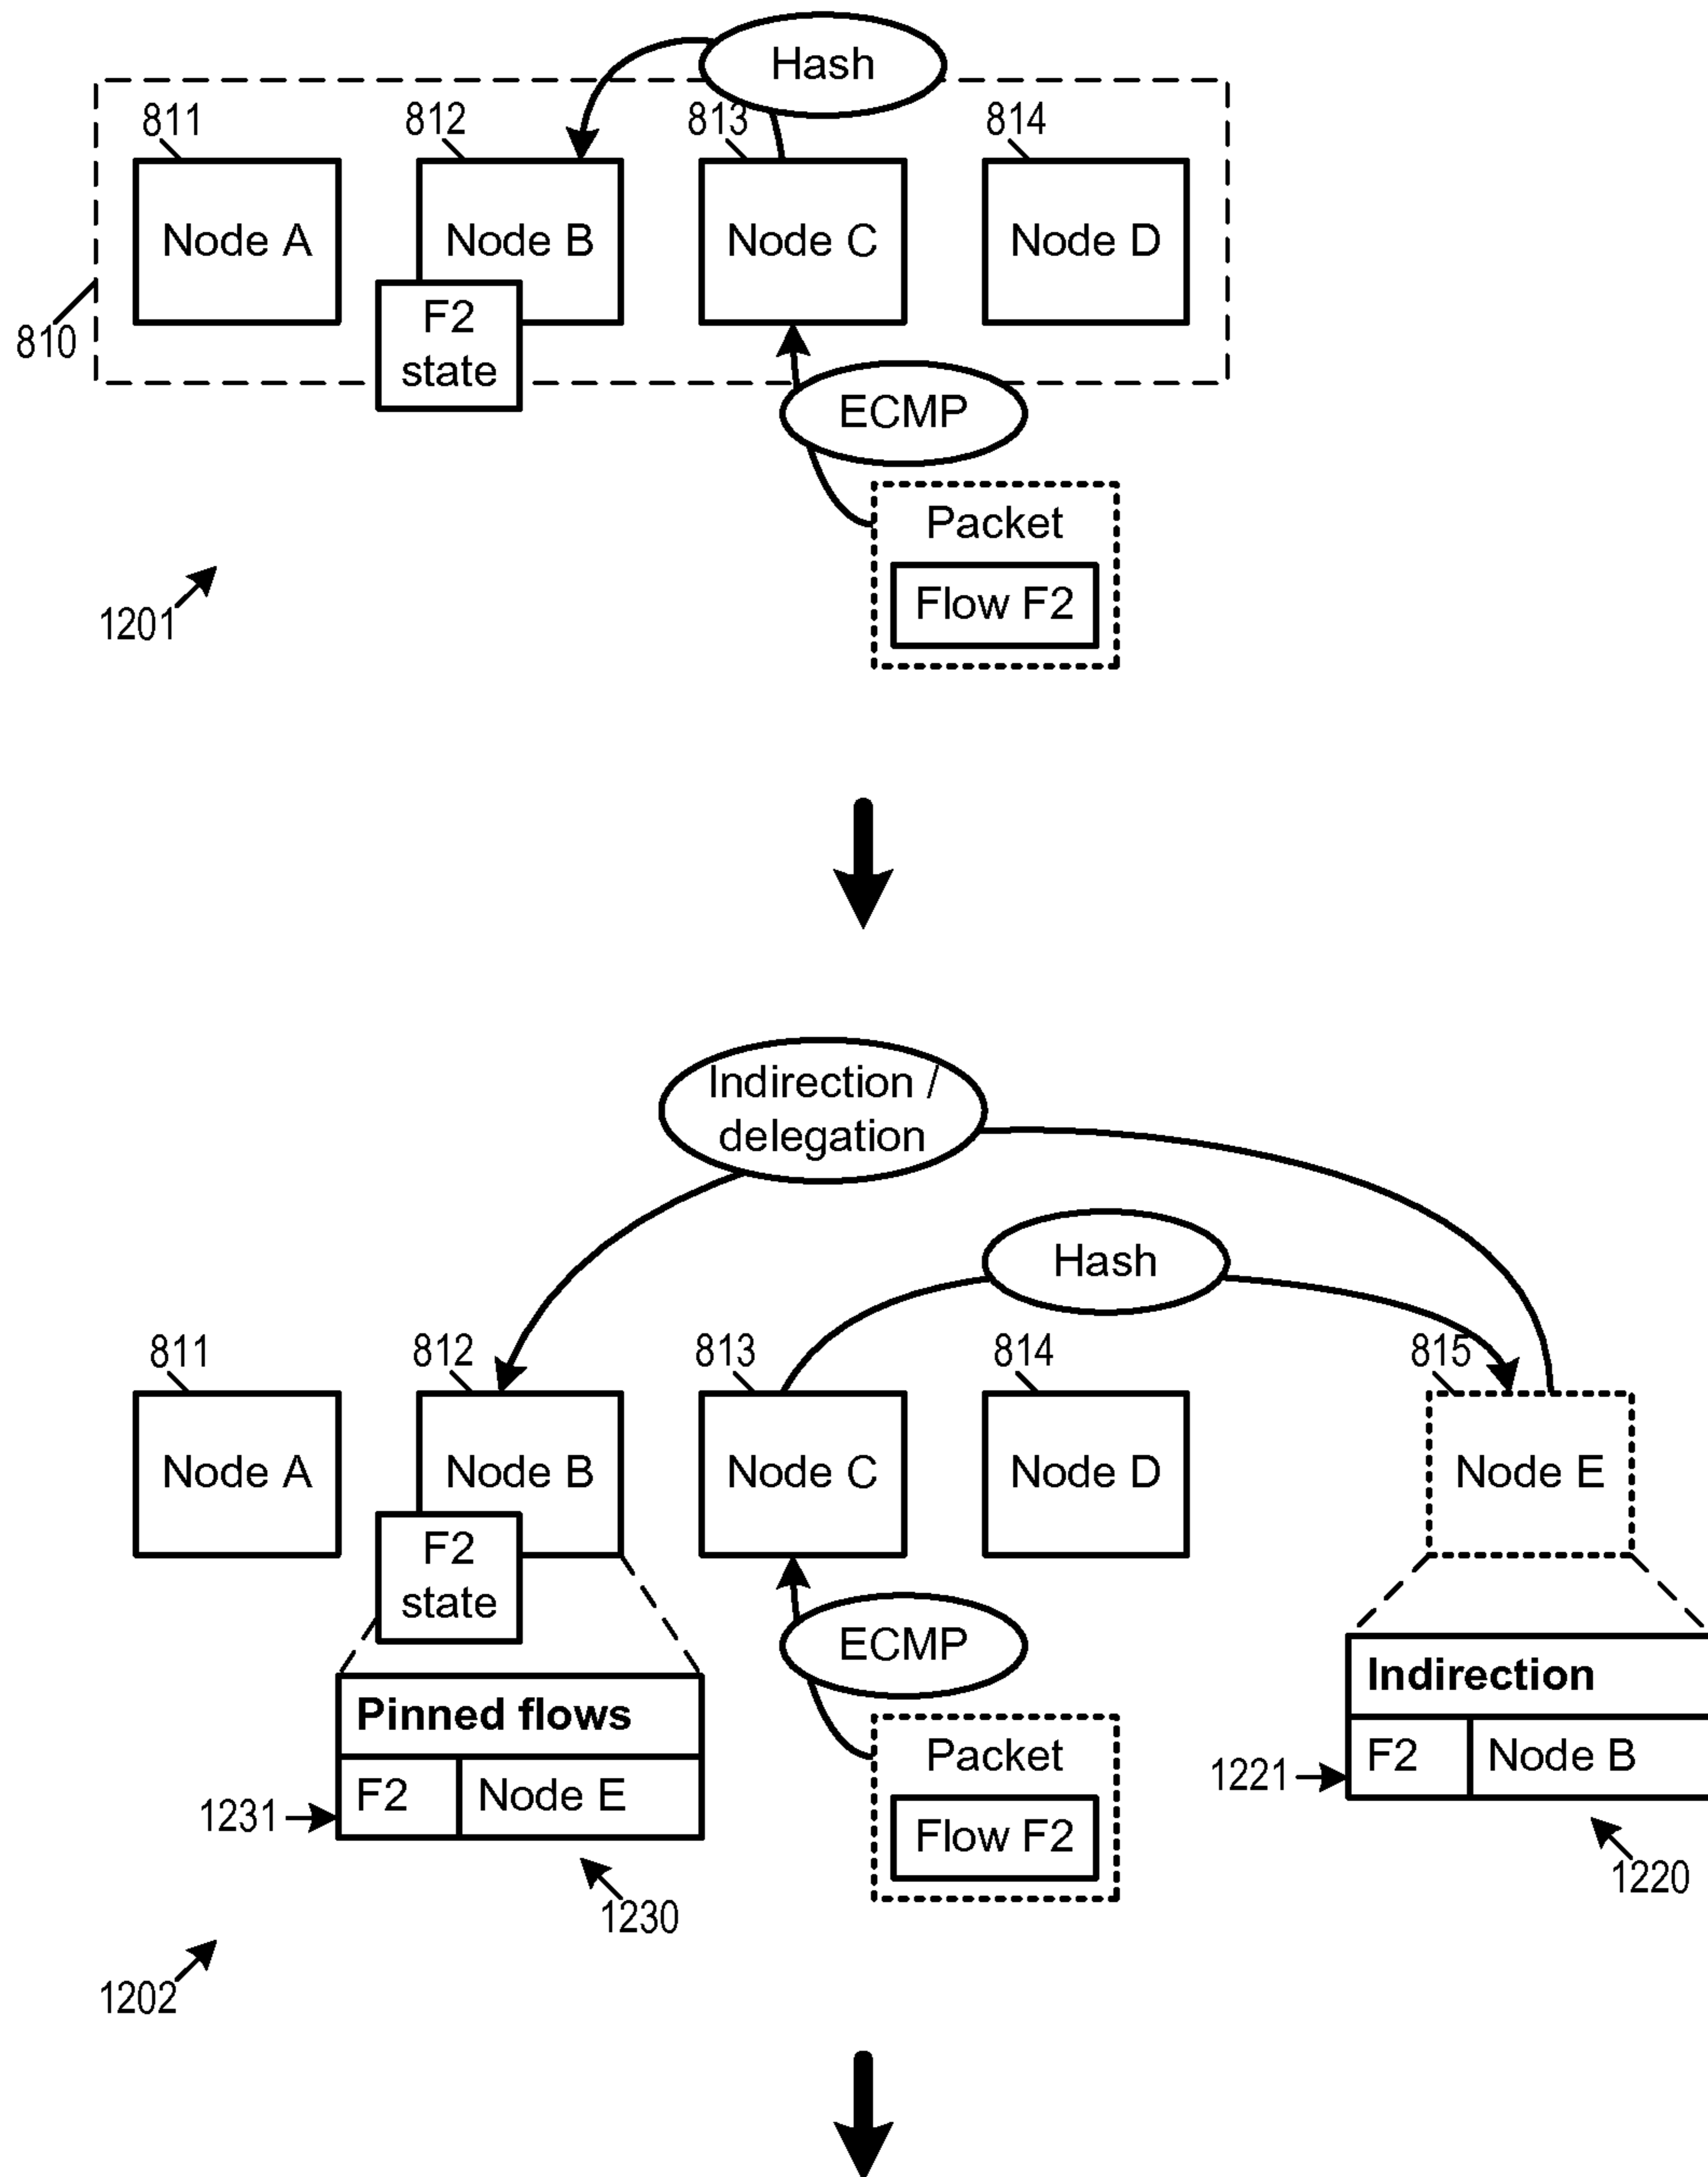 Hash
811
812
813
814
Node A
Node B
Node C
Node D
810
F2
state
ECMP
Packet
Flow F2
1201
Indirection /
delegation
Hash
811
812
813
814
815
Node A
Node B
Node C
Node D
Node E
F2
state
ECMP
Pinned flows
F2
Node E
1231
1230
Packet
Flow F2
Indirection
F2
Node B
1221
1220
1202